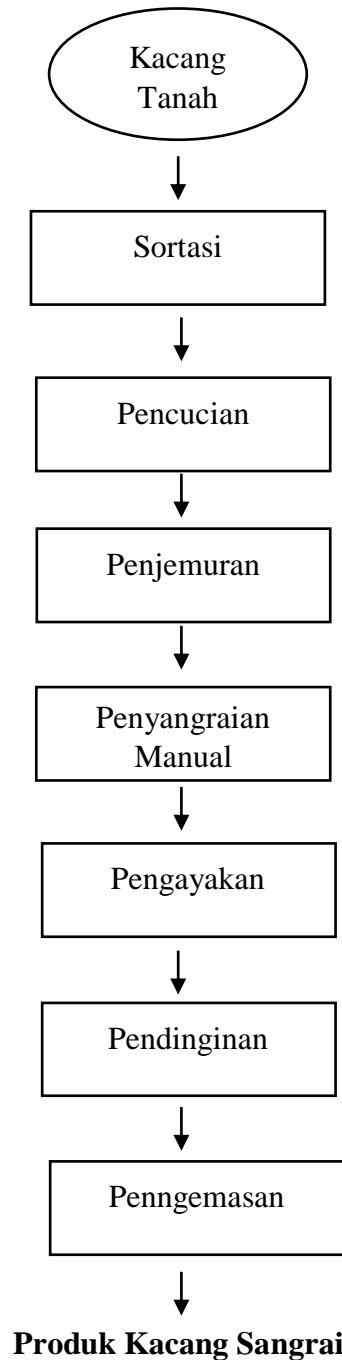 Kacang
Tanah
Sortasi
Pencucian
Penjemuran
Penyangraian
Manual
Pengayakan
Pendinginan
Penngemasan
Produk Kacang Sangrai